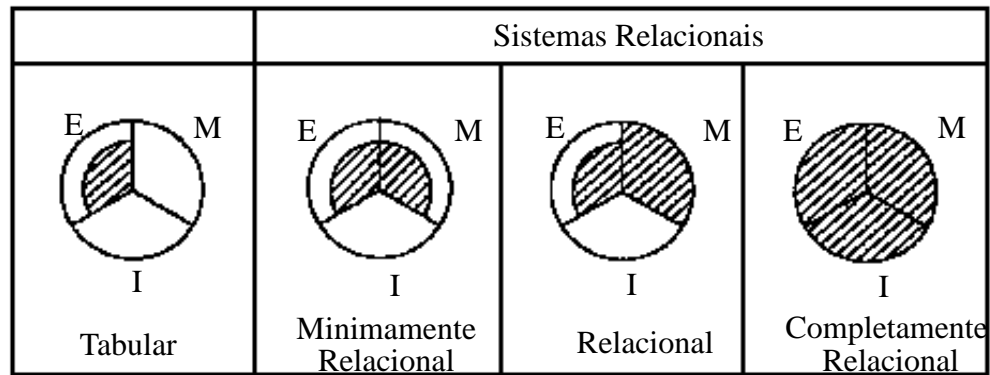 Sistemas Relacionais
E M
I
Tabular
E M
I
Minimamente
Relacional
E M
I
Relacional
E M
I
Completamente
Relacional